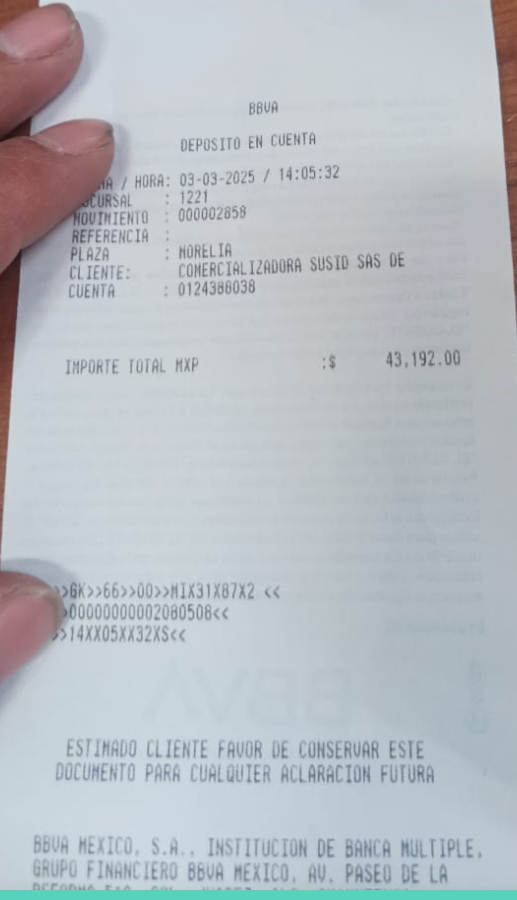 BBVA
DEPOSITO EN CUENTA
/ HORA: 03-03-2025 / 14:05:32
SUCURSAL : 1221
MOVIMIENTO : 000002858
REFERENCIA :
PLAZA : MORELIA
CLIENTE: COMERCIALIZADORA SUSIO SAS DE
CUENTA : 0124386038
IMPORTE TOTAL MXP :$ 43,192.00
>>GK>>66>>00>>MIX31X87X2 <<
>00000000002080508<<
>>14XX05XX32XS<<
ESTIMADO CLIENTE FAVOR DE CONSERVAR ESTE
DOCUMENTO PARA CUALQUIER ACLARACION FUTURA
BBVA MEXICO, S.A., INSTITUCION DE BANCA MULTIPLE,
GRUPO FINANCIERO BBVA MEXICO, AV. PASEO DE LA